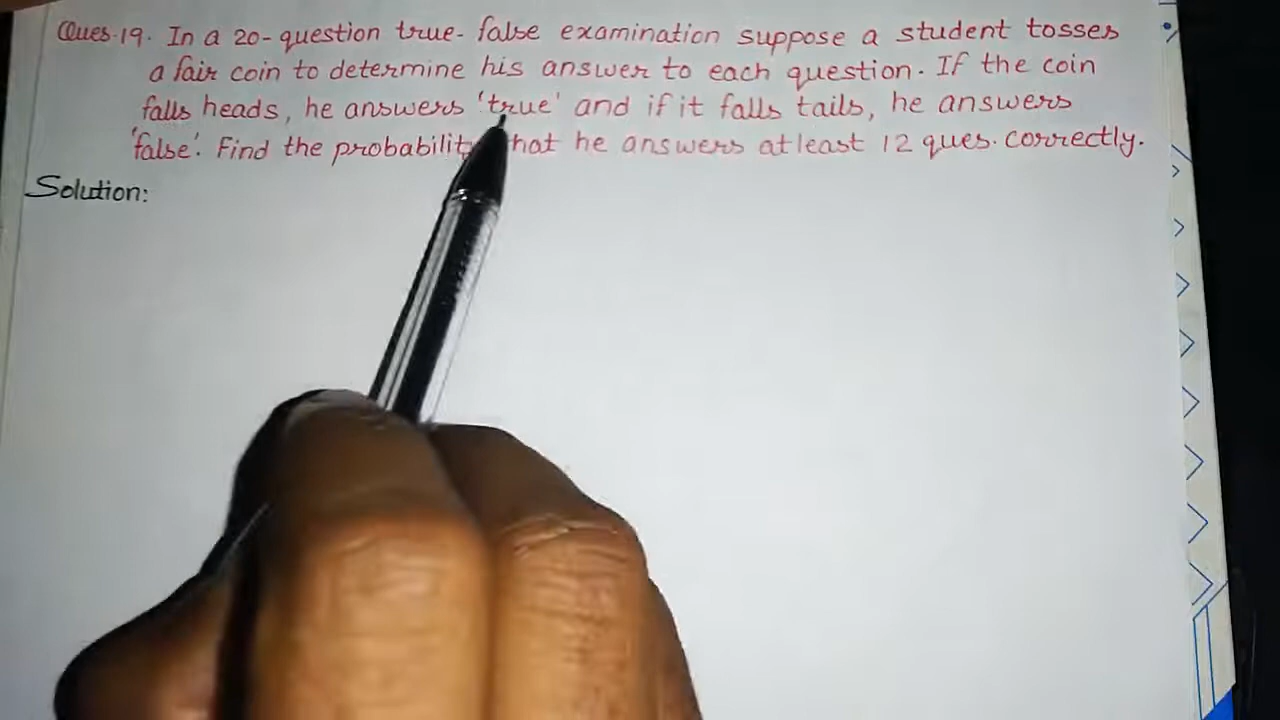 Ques.19. In a 20-question true-false examination suppose a student tosses
a fair coin to determine his answer to each question. If the coin
falls heads, he answers 'true' and if it falls tails, he answers
'false'. Find the probability that he answers atleast 12 ques. correctly.
Solution: